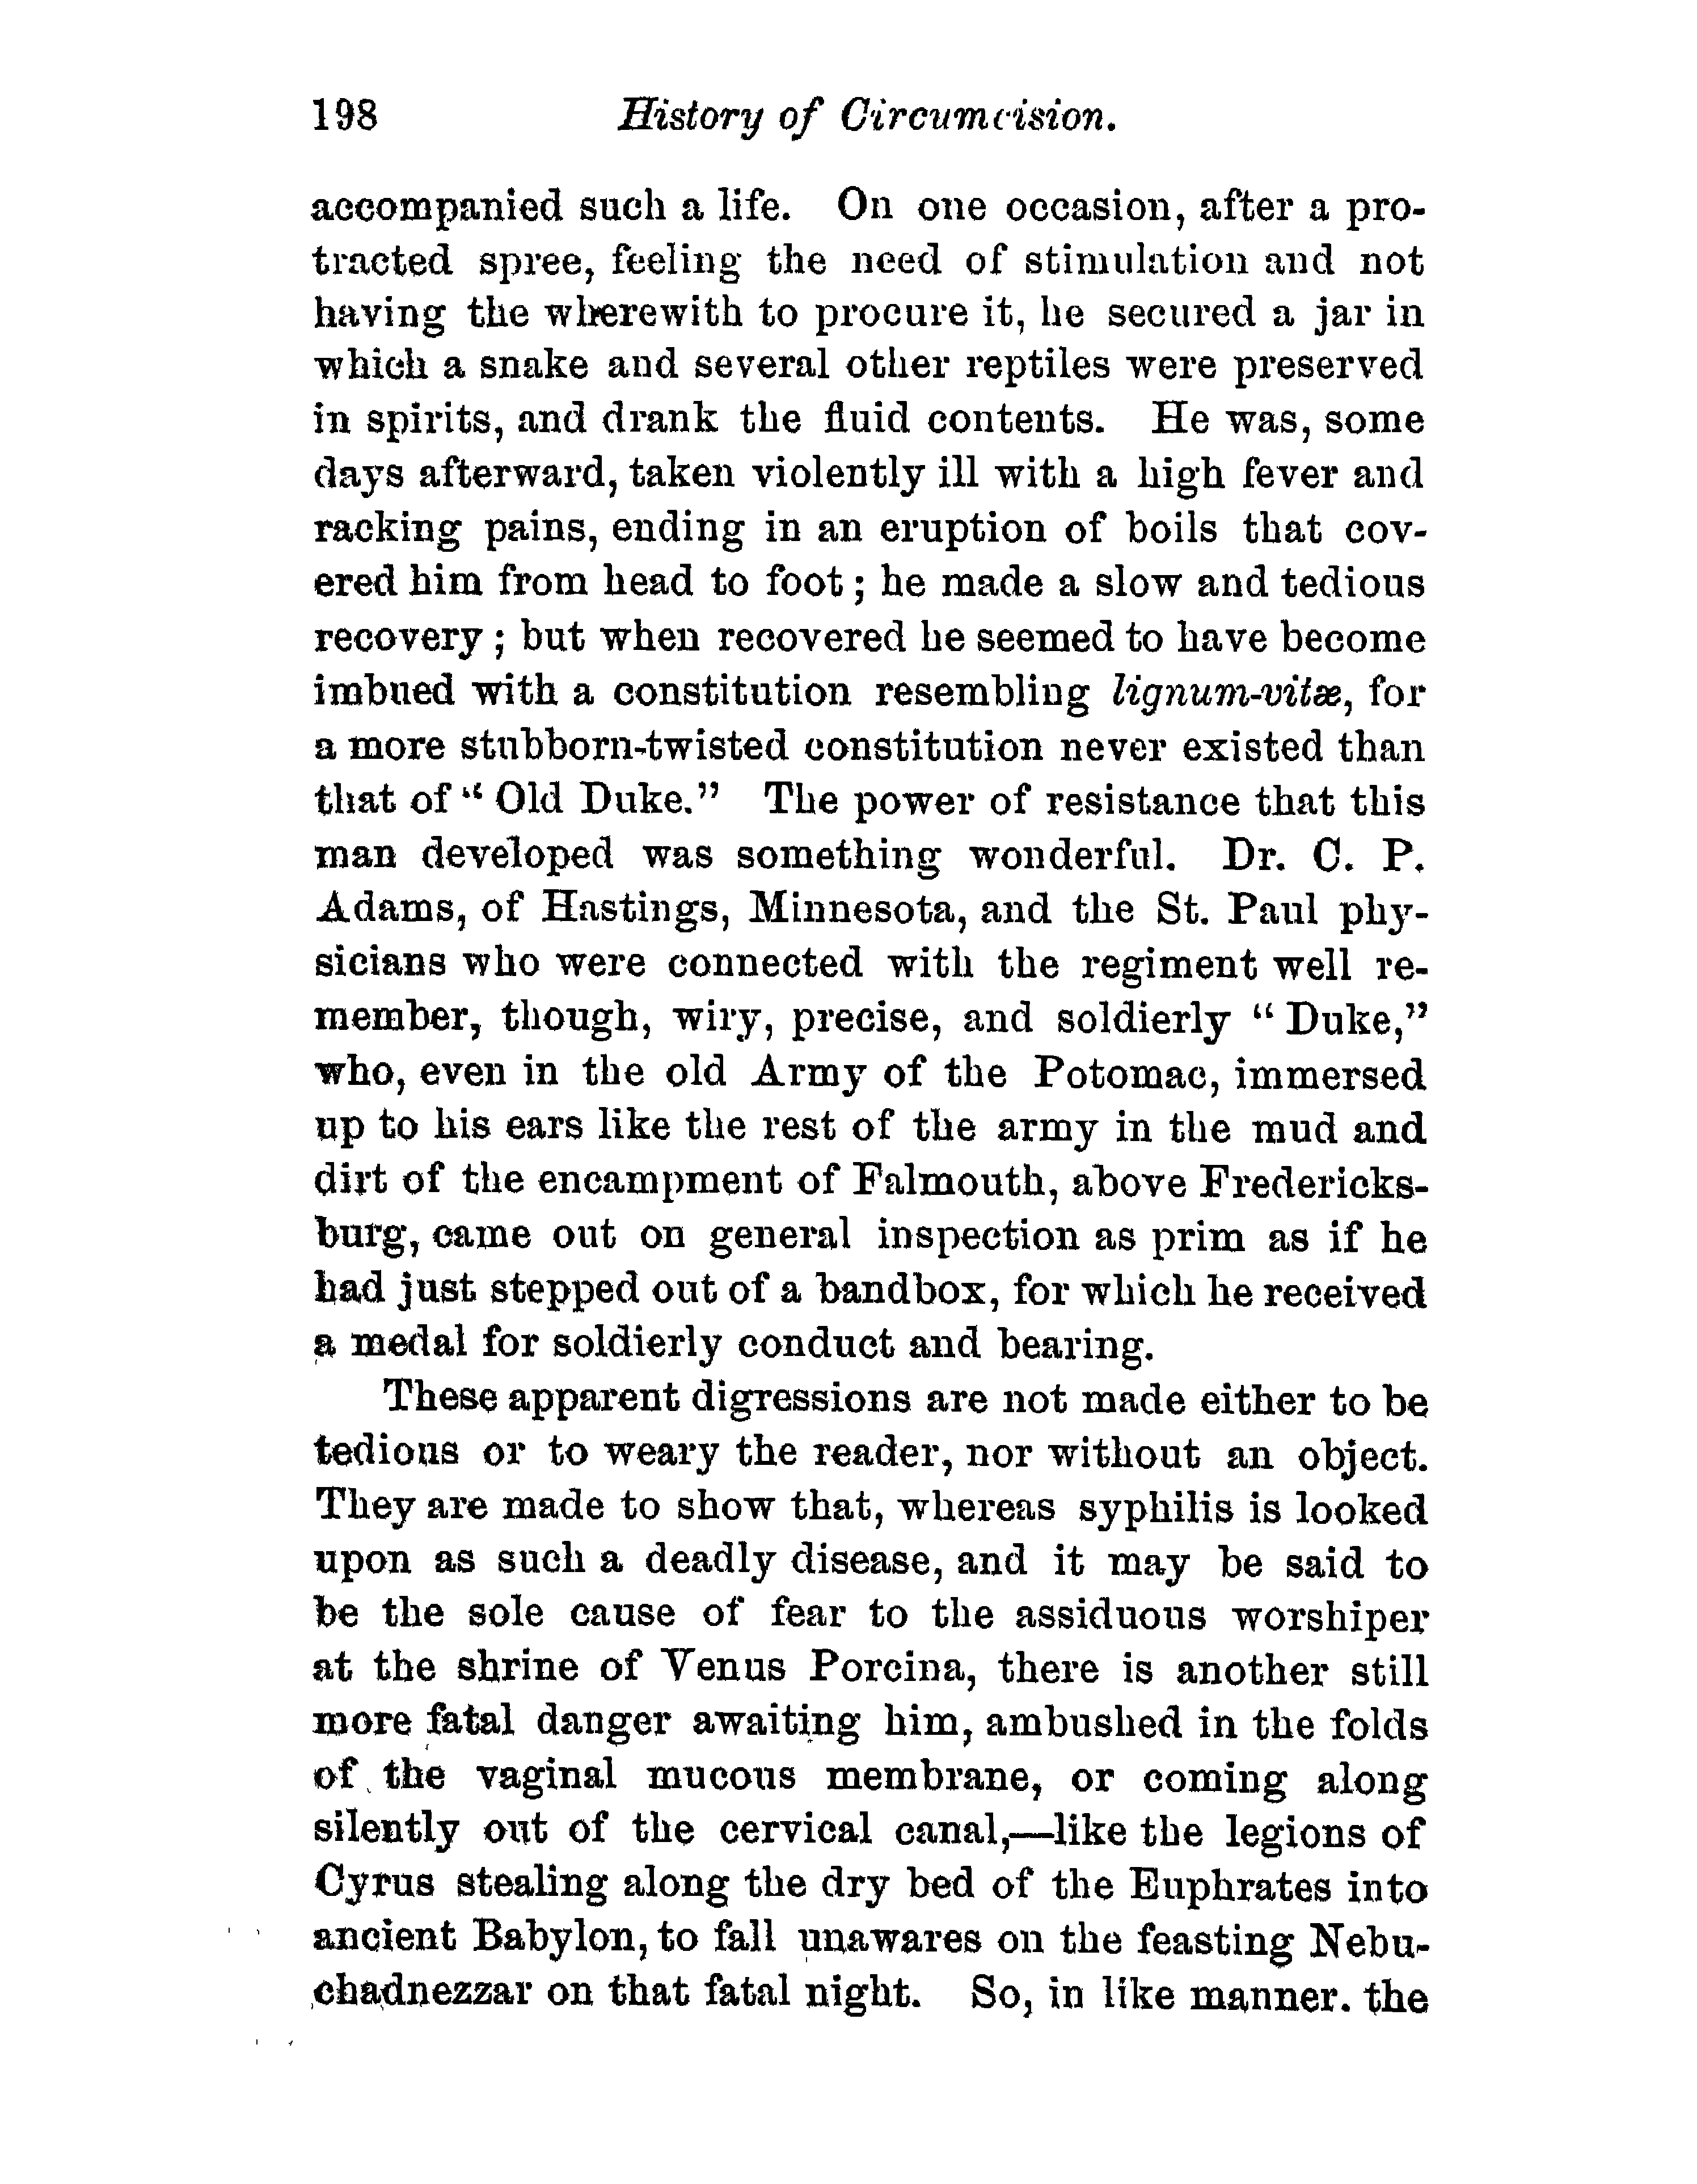 198 History of Circumcision.
accompanied such a life. On one occasion, after a pro-
tracted spree, feeling the need of stimulation and not
having the wherewith to procure it, he secured a jar in
which a snake and several other reptiles were preserved
in spirits, and drank the fluid contents. He was, some
days afterward, taken violently ill with a high fever and
racking pains, ending in an eruption of boils that cov-
ered him from head to foot; he made a slow and tedious
recovery; but when recovered he seemed to have become
imbued with a constitution resembling lignum-vitæ, for
a more stubborn-twisted constitution never existed than
that of “Old Duke.” The power of resistance that this
man developed was something wonderful. Dr. C. P.
Adams, of Hastings, Minnesota, and the St. Paul phy-
sicians who were connected with the regiment well re-
member, though, wiry, precise, and soldierly “Duke,”
who, even in the old Army of the Potomac, immersed
up to his ears like the rest of the army in the mud and
dirt of the encampment of Falmouth, above Fredericks-
burg, came out on general inspection as prim as if he
had just stepped out of a bandbox, for which he received
a medal for soldierly conduct and bearing.
These apparent digressions are not made either to be
tedious or to weary the reader, nor without an object.
They are made to show that, whereas syphilis is looked
upon as such a deadly disease, and it may be said to
be the sole cause of fear to the assiduous worshiper
at the shrine of Venus Porcina, there is another still
more fatal danger awaiting him, ambushed in the folds
of the vaginal mucous membrane, or coming along
silently out of the cervical canal,—like the legions of
Cyrus stealing along the dry bed of the Euphrates into
ancient Babylon, to fall unawares on the feasting Nebu-
chadnezzar on that fatal night. So, in like manner. the